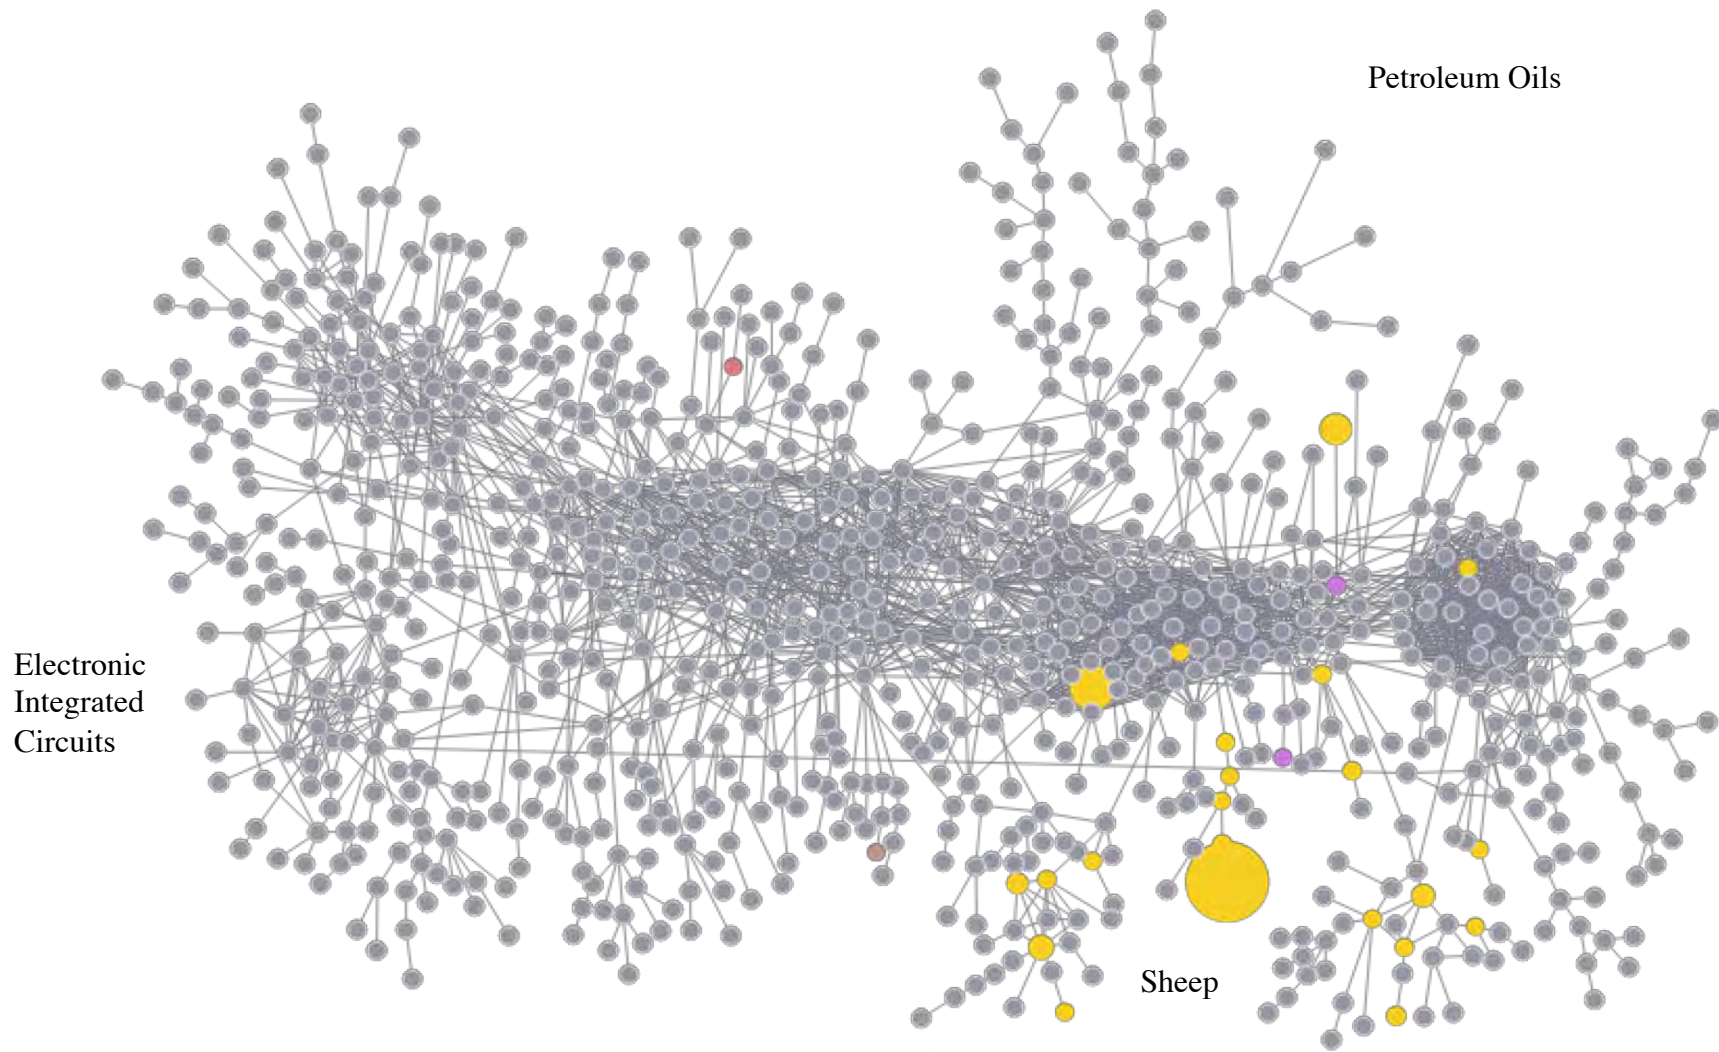 Petroleum Oils
Electronic
Integrated
Circuits
Sheep